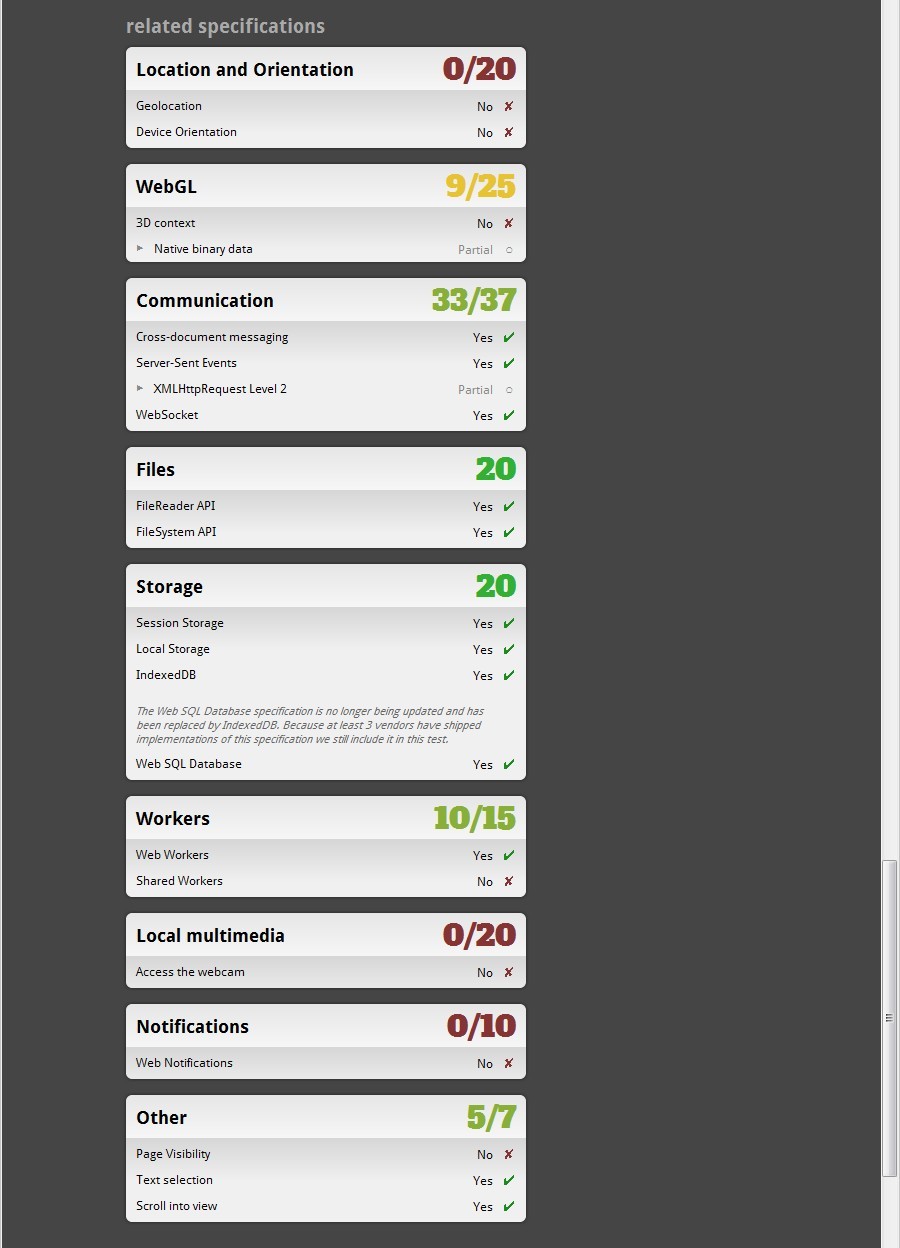 related specifications
Location and Orientation 0/20
Geolocation No ✘
Device Orientation No ✘
WebGL 9/25
3D context No ✘
▸ Native binary data Partial ○
Communication 33/37
Cross-document messaging Yes ✔
Server-Sent Events Yes ✔
▸ XMLHttpRequest Level 2 Partial ○
WebSocket Yes ✔
Files 20
FileReader API Yes ✔
FileSystem API Yes ✔
Storage 20
Session Storage Yes ✔
Local Storage Yes ✔
IndexedDB Yes ✔
The Web SQL Database specification is no longer being updated and has
been replaced by IndexedDB. Because at least 3 vendors have shipped
implementations of this specification we still include it in this test.
Web SQL Database Yes ✔
Workers 10/15
Web Workers Yes ✔
Shared Workers No ✘
Local multimedia 0/20
Access the webcam No ✘
Notifications 0/10
Web Notifications No ✘
Other 5/7
Page Visibility No ✘
Text selection Yes ✔
Scroll into view Yes ✔